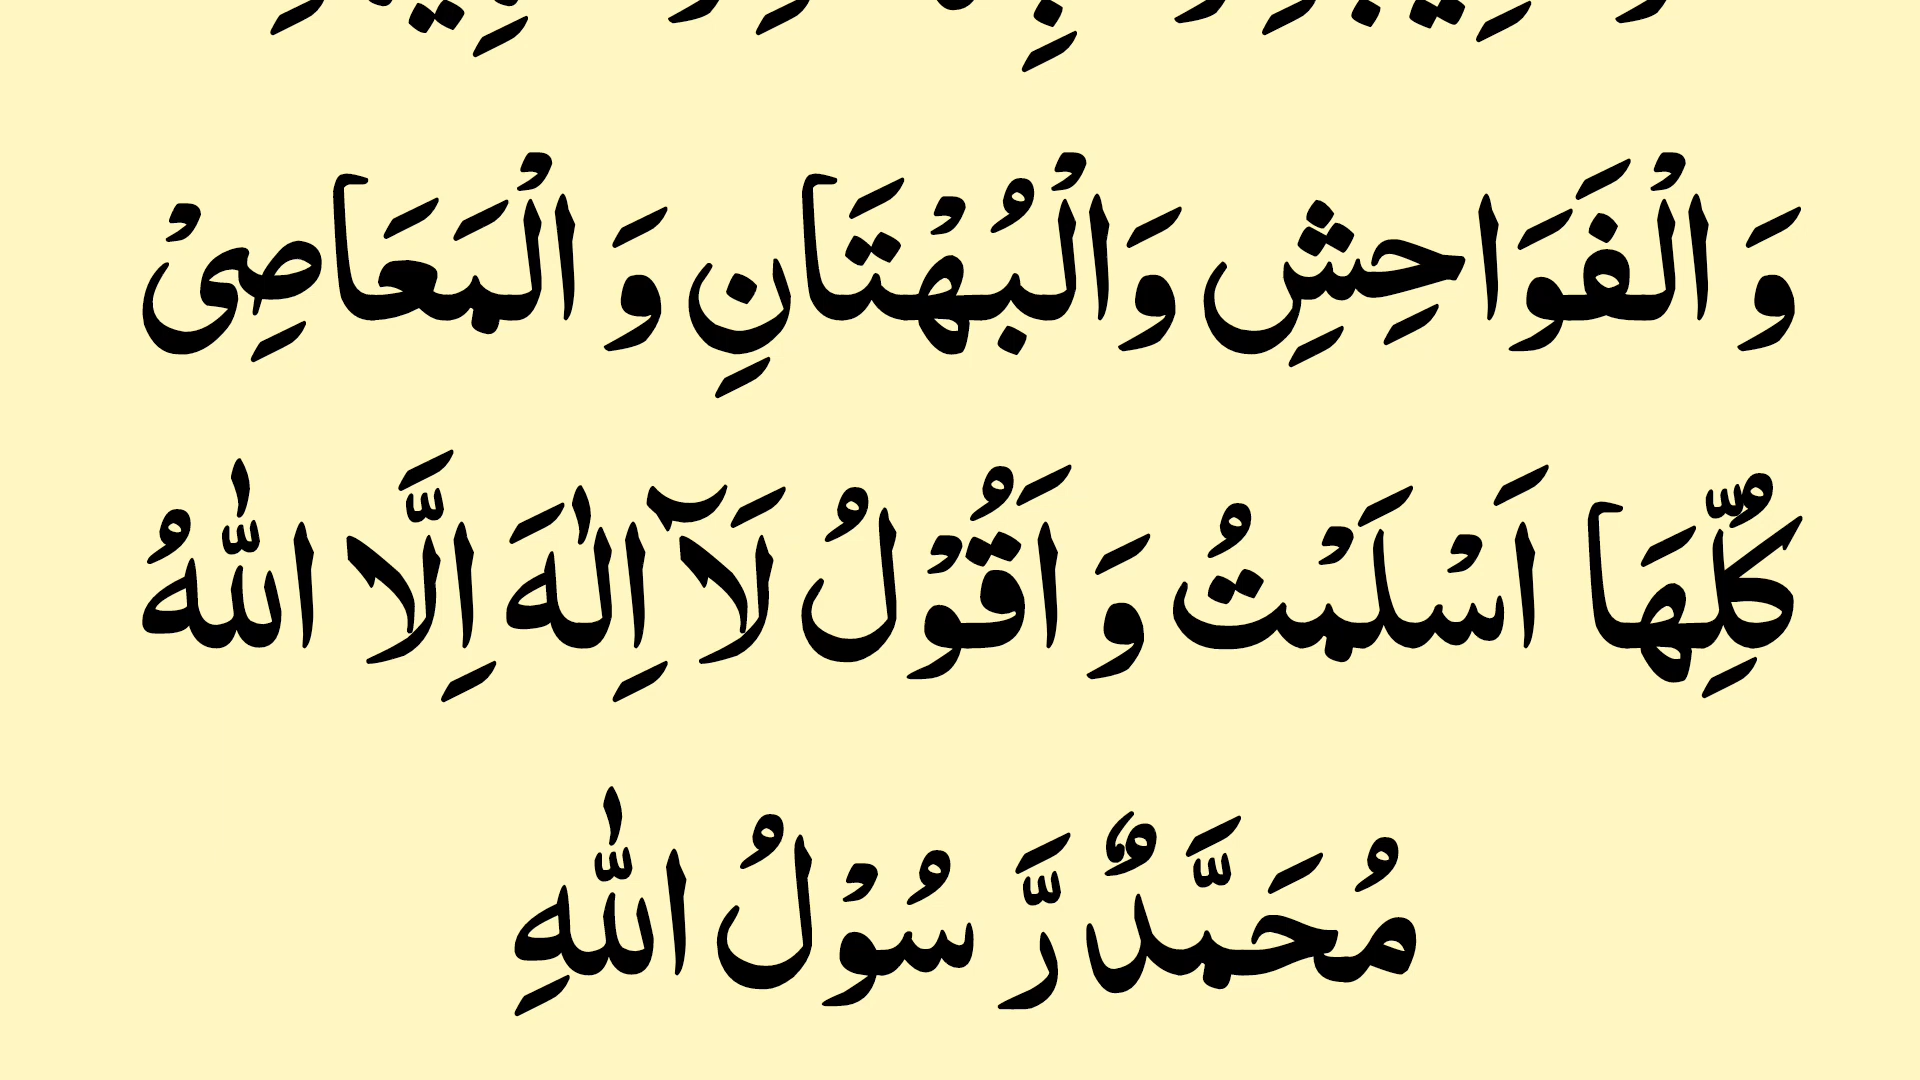 وَ الْفَوَاحِشِ وَالْبُهْتَانِ وَ الْمَعَاصِیْ
كُلِّهَا اَسْلَمْتُ وَ اَقُوْلُ لَآ اِلٰهَ اِلَّا اللّٰهُ
مُحَمَّدٌ رَّسُوْلُ اللّٰهِ